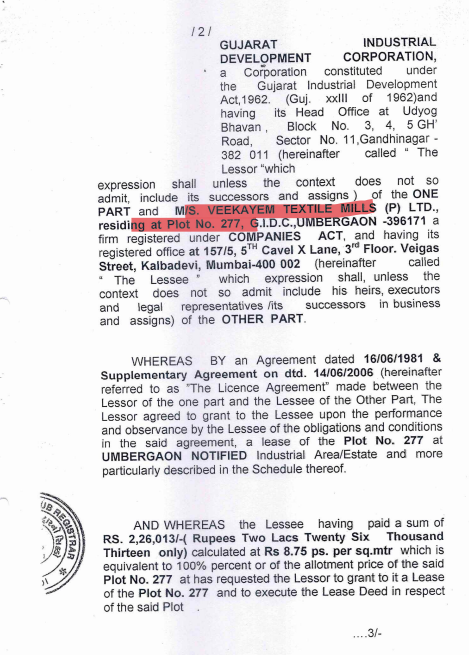 /2/
GUJARAT INDUSTRIAL
DEVELOPMENT CORPORATION,
a Corporation constituted under
the Gujarat Industrial Development
Act,1962. (Guj. xxIII of 1962)and
having its Head Office at Udyog
Bhavan , Block No. 3, 4, 5 GH'
Road, Sector No. 11,Gandhinagar -
382 011 (hereinafter called " The
Lessor "which
expression shall unless the context does not so
admit, include its successors and assigns ) of the ONE
PART and M/S. VEEKAYEM TEXTILE MILLS (P) LTD.,
residing at Plot No. 277, G.I.D.C.,UMBERGAON -396171 a
firm registered under COMPANIES ACT, and having its
registered office at 157/5, 5TH Cavel X Lane, 3rd Floor. Veigas
Street, Kalbadevi, Mumbai-400 002 (hereinafter called
" The Lessee " which expression shall, unless the
context does not so admit include his heirs, executors
and legal representatives /its successors in business
and assigns) of the OTHER PART.
WHEREAS BY an Agreement dated 16/06/1981 &
Supplementary Agreement on dtd. 14/06/2006 (hereinafter
referred to as "The Licence Agreement" made between the
Lessor of the one part and the Lessee of the Other Part, The
Lessor agreed to grant to the Lessee upon the performance
and observance by the Lessee of the obligations and conditions
in the said agreement, a lease of the Plot No. 277 at
UMBERGAON NOTIFIED Industrial Area/Estate and more
particularly described in the Schedule thereof.
AND WHEREAS the Lessee having paid a sum of
RS. 2,26,013/-( Rupees Two Lacs Twenty Six Thousand
Thirteen only) calculated at Rs 8.75 ps. per sq.mtr which is
equivalent to 100% percent or of the allotment price of the said
Plot No. 277 at has requested the Lessor to grant to it a Lease
of the Plot No. 277 and to execute the Lease Deed in respect
of the said Plot .
....3/-
UB REGISTRAR